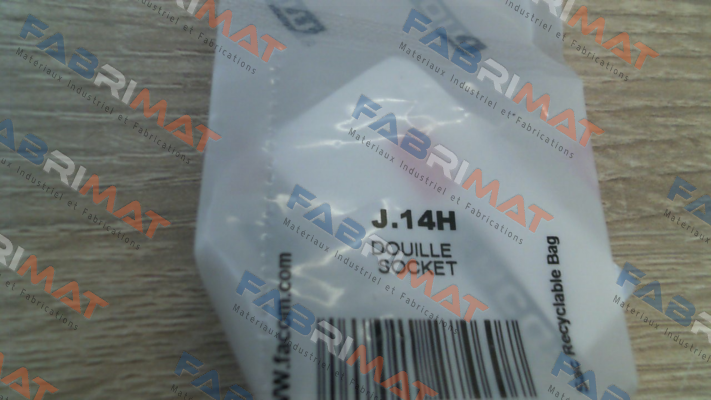 FABRIMAT
Materiaux Industriel et Fabrications
J.14H
DOUILLE
SOCKET
Recyclable Bag
www.facom.com